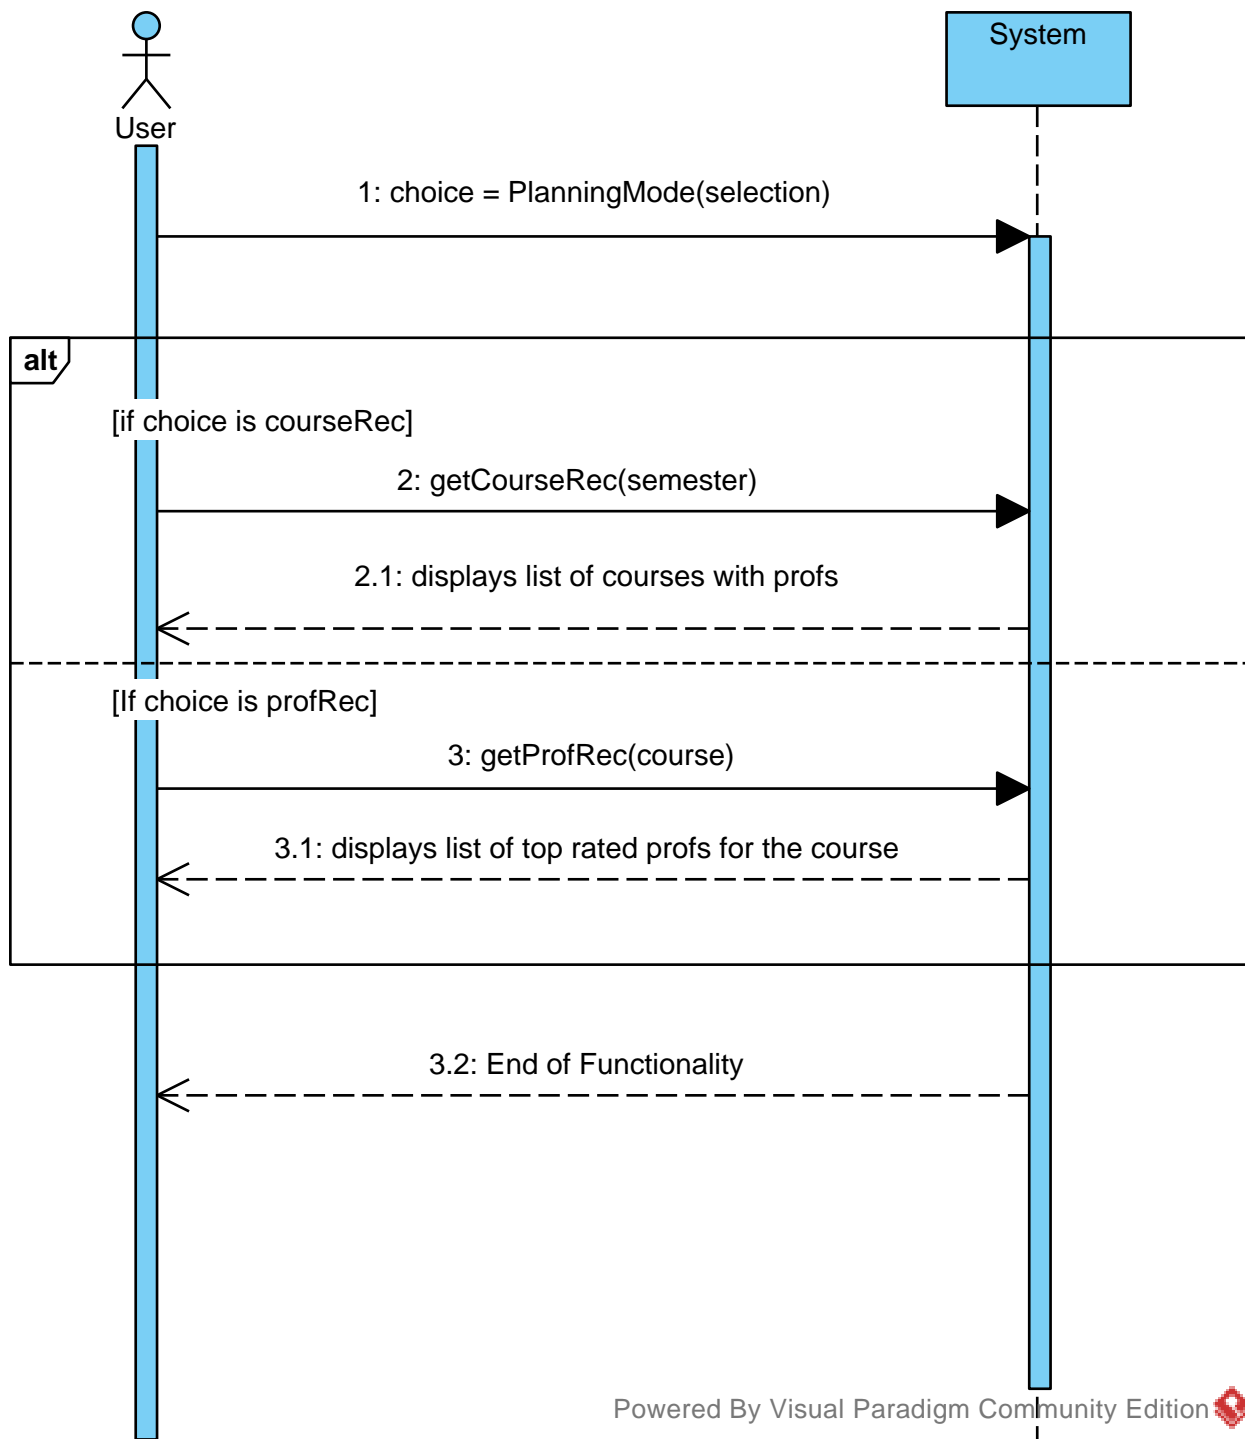 System
User
1: choice = PlanningMode(selection)
alt
[if choice is courseRec]
2: getCourseRec(semester)
2.1: displays list of courses with profs
[If choice is profRec]
3: getProfRec(course)
3.1: displays list of top rated profs for the course
3.2: End of Functionality
Powered By Visual Paradigm Community Edition